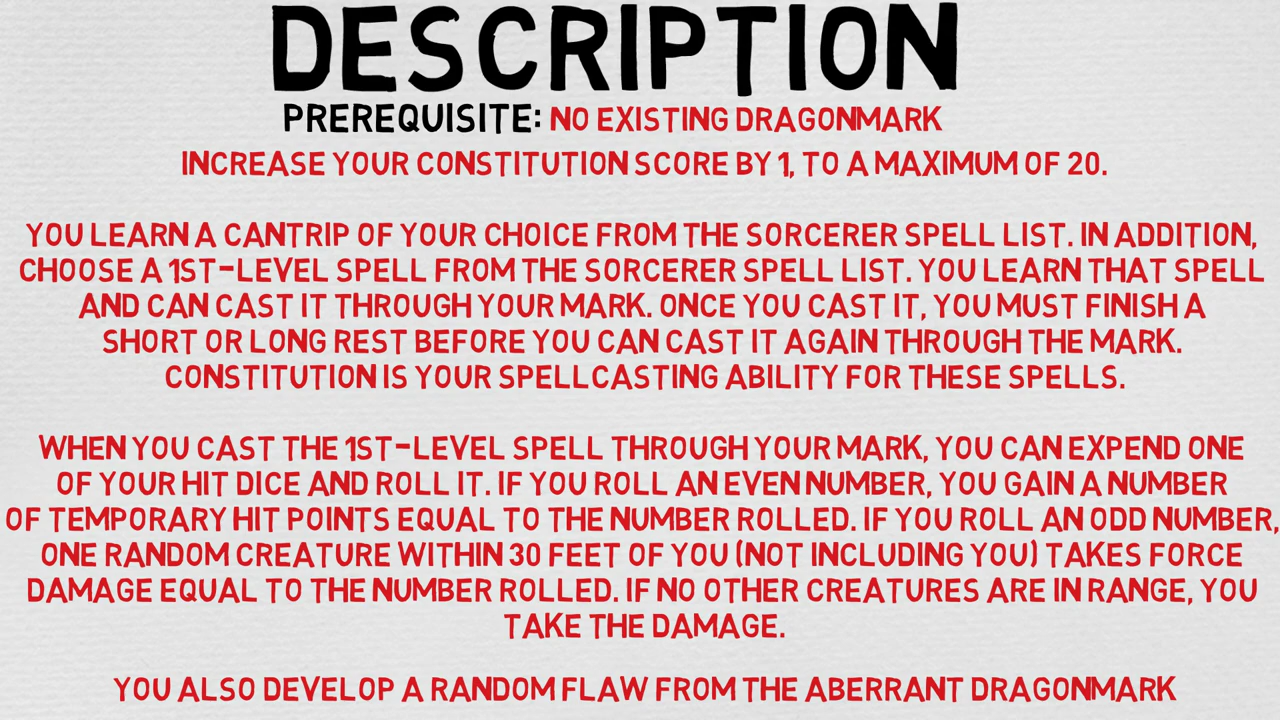 DESCRIPTION
PREREQUISITE: NO EXISTING DRAGONMARK
INCREASE YOUR CONSTITUTION SCORE BY 1, TO A MAXIMUM OF 20.
YOU LEARN A CANTRIP OF YOUR CHOICE FROM THE SORCERER SPELL LIST. IN ADDITION,
CHOOSE A 1ST-LEVEL SPELL FROM THE SORCERER SPELL LIST. YOU LEARN THAT SPELL
AND CAN CAST IT THROUGH YOUR MARK. ONCE YOU CAST IT, YOU MUST FINISH A
SHORT OR LONG REST BEFORE YOU CAN CAST IT AGAIN THROUGH THE MARK.
CONSTITUTION IS YOUR SPELLCASTING ABILITY FOR THESE SPELLS.
WHEN YOU CAST THE 1ST-LEVEL SPELL THROUGH YOUR MARK, YOU CAN EXPEND ONE
OF YOUR HIT DICE AND ROLL IT. IF YOU ROLL AN EVEN NUMBER, YOU GAIN A NUMBER
OF TEMPORARY HIT POINTS EQUAL TO THE NUMBER ROLLED. IF YOU ROLL AN ODD NUMBER,
ONE RANDOM CREATURE WITHIN 30 FEET OF YOU (NOT INCLUDING YOU) TAKES FORCE
DAMAGE EQUAL TO THE NUMBER ROLLED. IF NO OTHER CREATURES ARE IN RANGE, YOU
TAKE THE DAMAGE.
YOU ALSO DEVELOP A RANDOM FLAW FROM THE ABERRANT DRAGONMARK